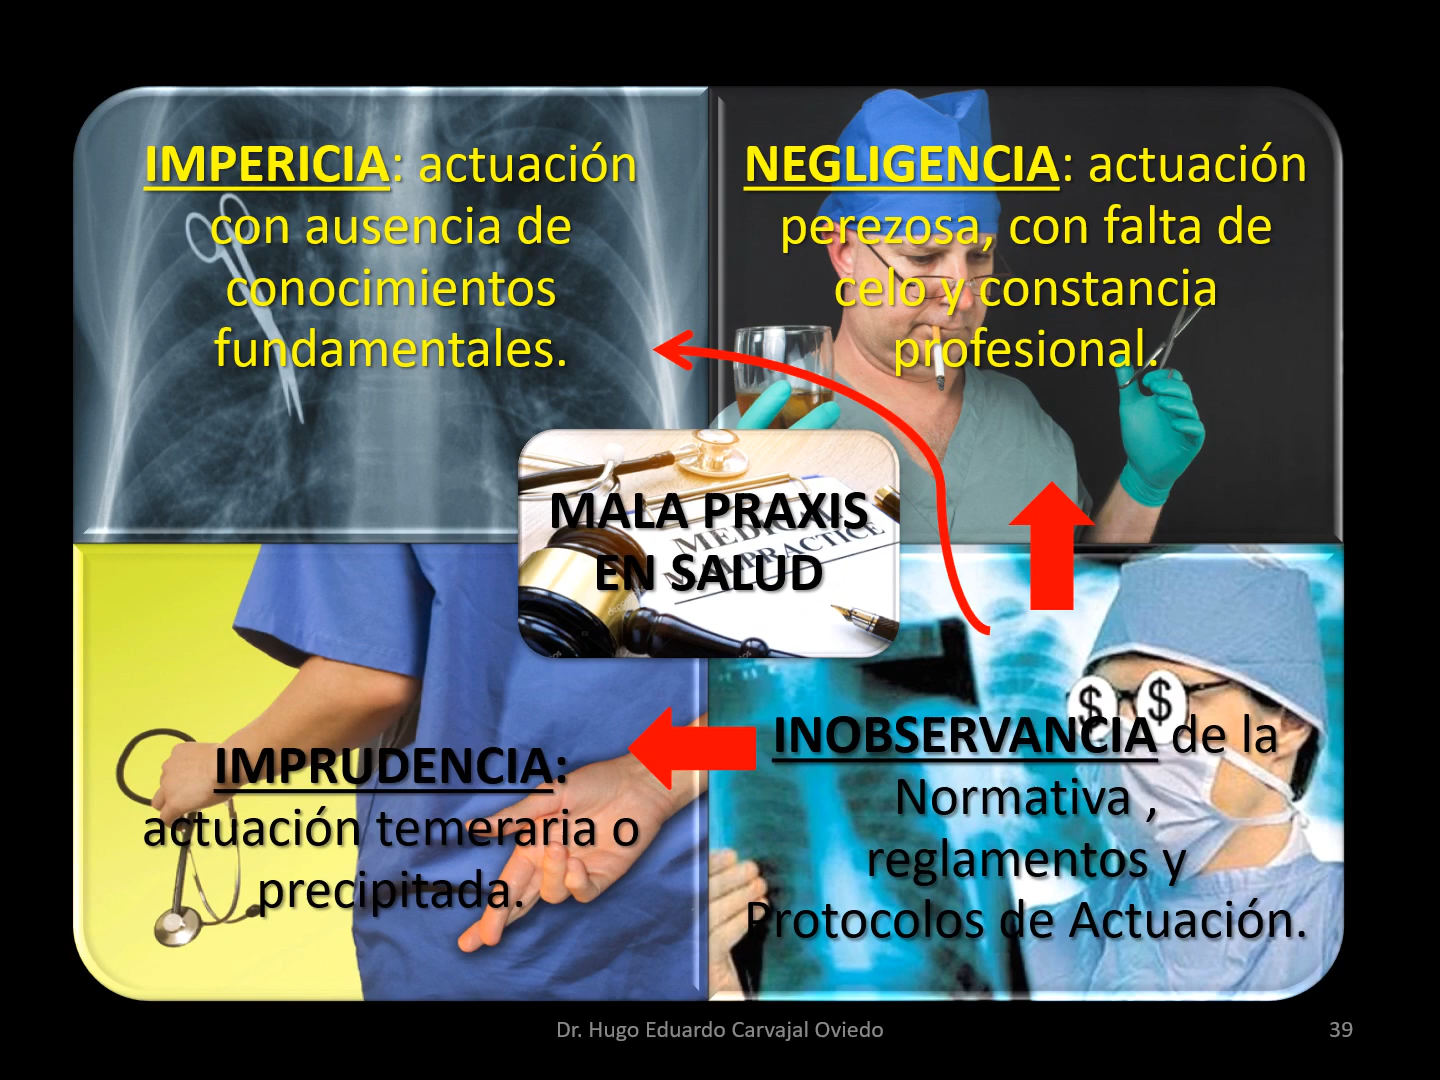 IMPERICIA: actuación
con ausencia de
conocimientos
fundamentales.
NEGLIGENCIA: actuación
perezosa, con falta de
celo y constancia
profesional.
MALA PRAXIS
EN SALUD
MEDICAL
MALPRACTICE
IMPRUDENCIA:
actuación temeraria o
precipitada.
$ $
INOBSERVANCIA de la
Normativa ,
reglamentos y
Protocolos de Actuación.
Dr. Hugo Eduardo Carvajal Oviedo
39